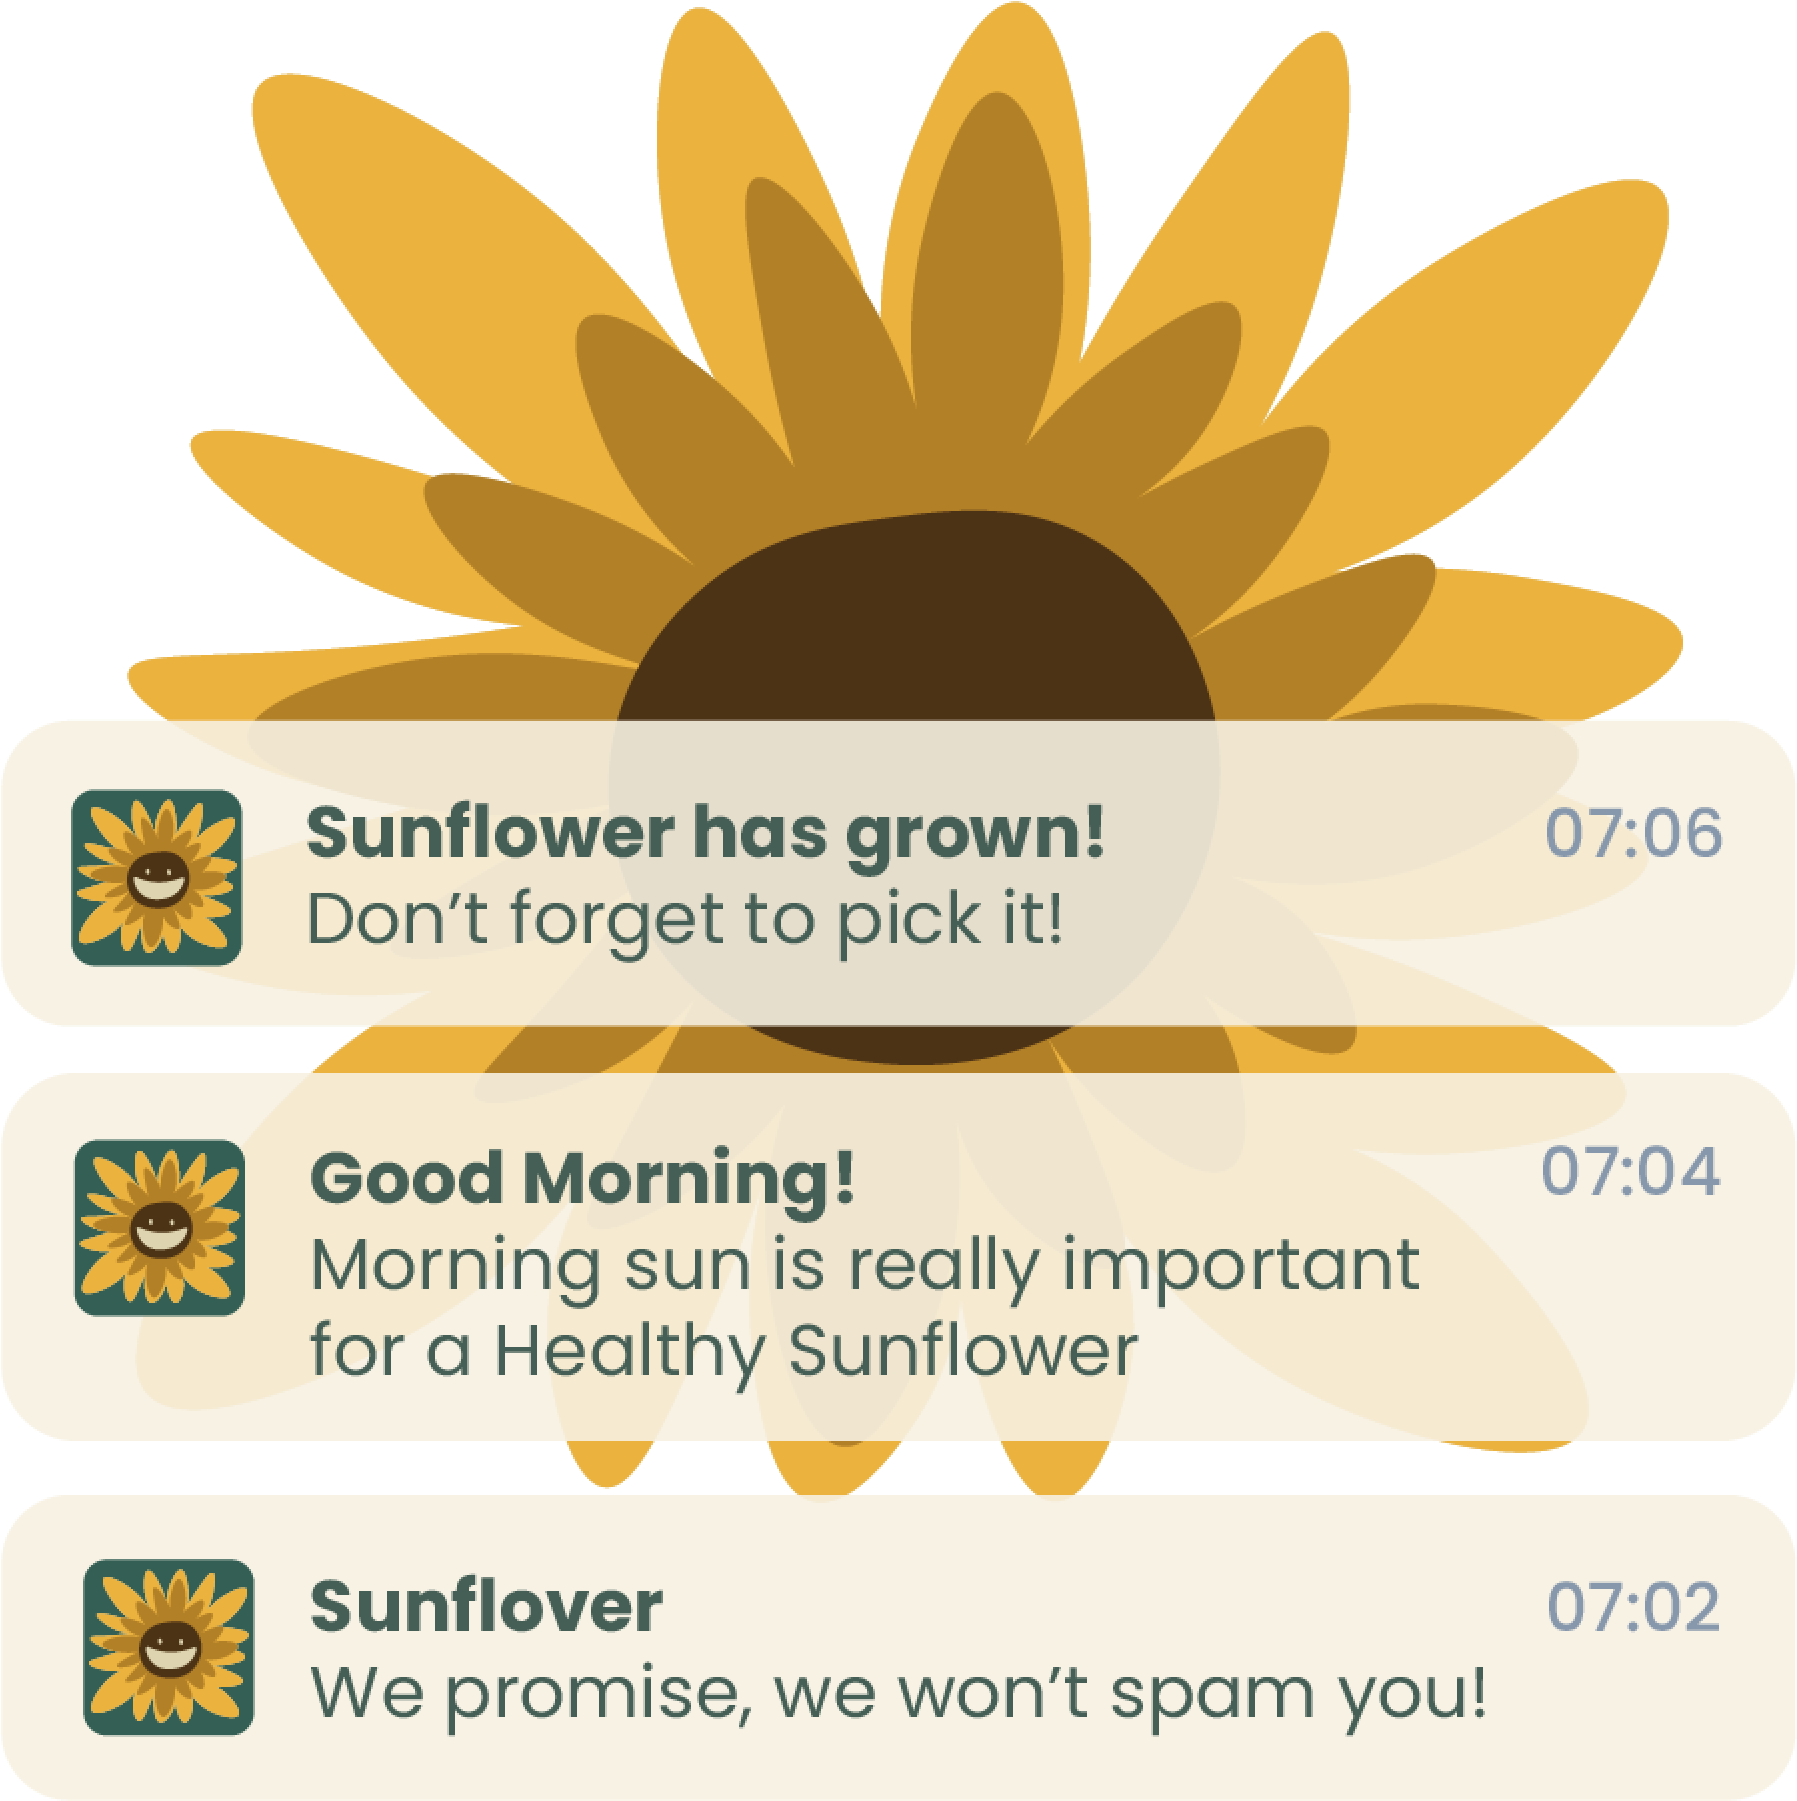 Sunflower has grown! 07:06
Don’t forget to pick it!
Good Morning! 07:04
Morning sun is really important
for a Healthy Sunflower
Sunflover 07:02
We promise, we won’t spam you!